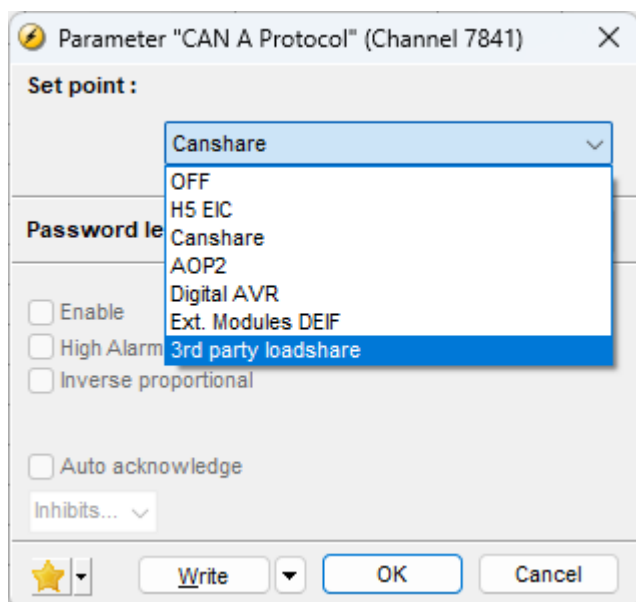 Parameter "CAN A Protocol" (Channel 7841)
Set point :
Canshare
OFF
H5 EIC
Canshare
AOP2
Digital AVR
Ext. Modules DEIF
3rd party loadshare
Password le
Enable
High Alarm
Inverse proportional
Auto acknowledge
Inhibits...
Write
OK
Cancel